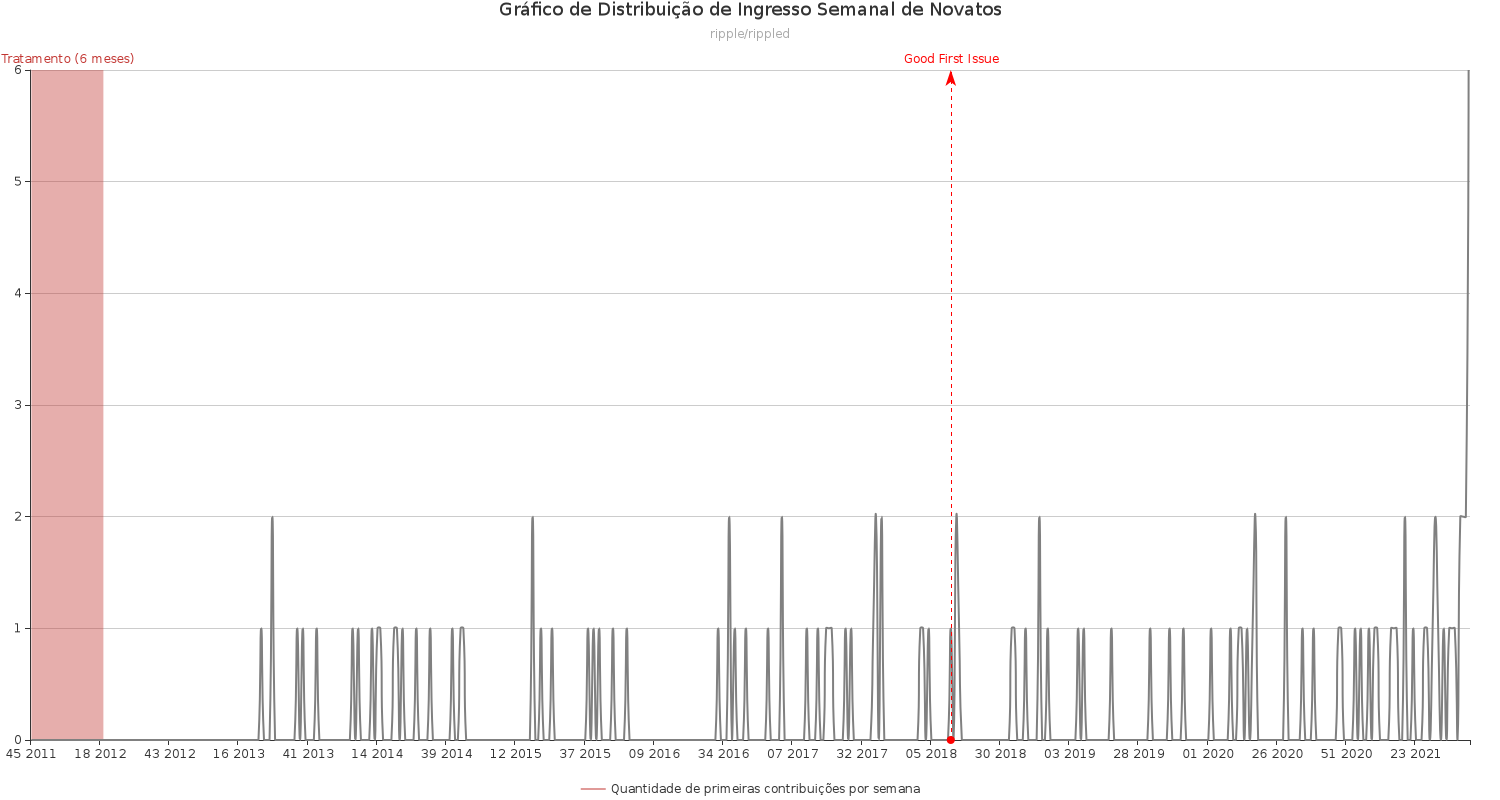 Gráfico de Distribuição de Ingresso Semanal de Novatos
ripple/rippled
Tratamento (6 meses)
Good First Issue
6
5
4
3
2
1
0
45 2011 18 2012 43 2012 16 2013 41 2013 14 2014 39 2014 12 2015 37 2015 09 2016 34 2016 07 2017 32 2017 05 2018 30 2018 03 2019 28 2019 01 2020 26 2020 51 2020 23 2021
Quantidade de primeiras contribuições por semana